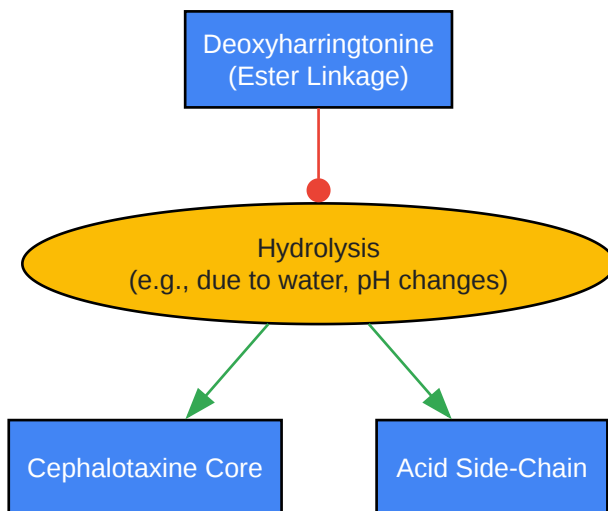 Deoxyharringtonine
(Ester Linkage)
Hydrolysis
(e.g., due to water, pH changes)
Cephalotaxine Core
Acid Side-Chain